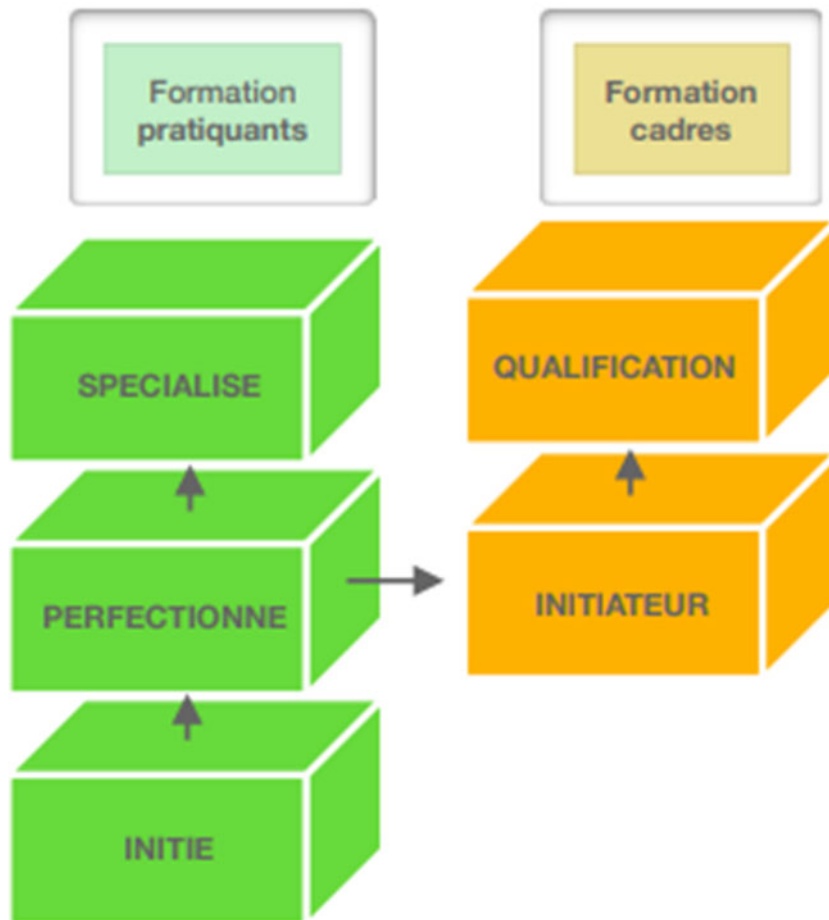 Formation
pratiquants
Formation
cadres
SPECIALISE
QUALIFICATION
PERFECTIONNE
INITIATEUR
INITIE